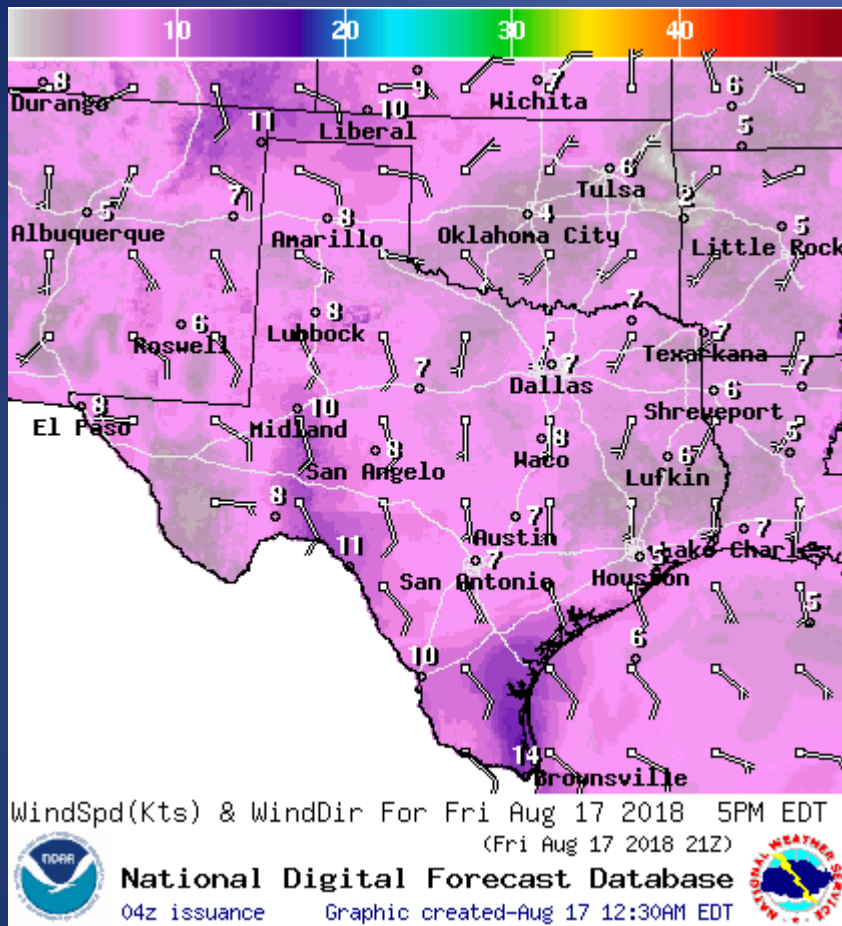 10 20 30 40
8 9 7 6
Durango Wichita
10
Liberal
11 5
6
Tulsa
7 8 4 2 5
5
Albuquerque Amarillo Oklahoma City Little Rock
8 7
6 Lubbock 7
Roswell Texarkana
7 7 7
Dallas
8 10 6
El Paso Midland Shreveport
8 8 5
San Angelo Waco 6
Lufkin
8 7 7
Austin Lake Charles
11 7 5
San Antonio Houston
5
10 6
14
Brownsville
WindSpd(Kts) & WindDir For Fri Aug 17 2018 5PM EDT
(Fri Aug 17 2018 21Z)
NOAA
National Digital Forecast Database
04z issuance Graphic created-Aug 17 12:30AM EDT
NATIONAL WEATHER SERVICE